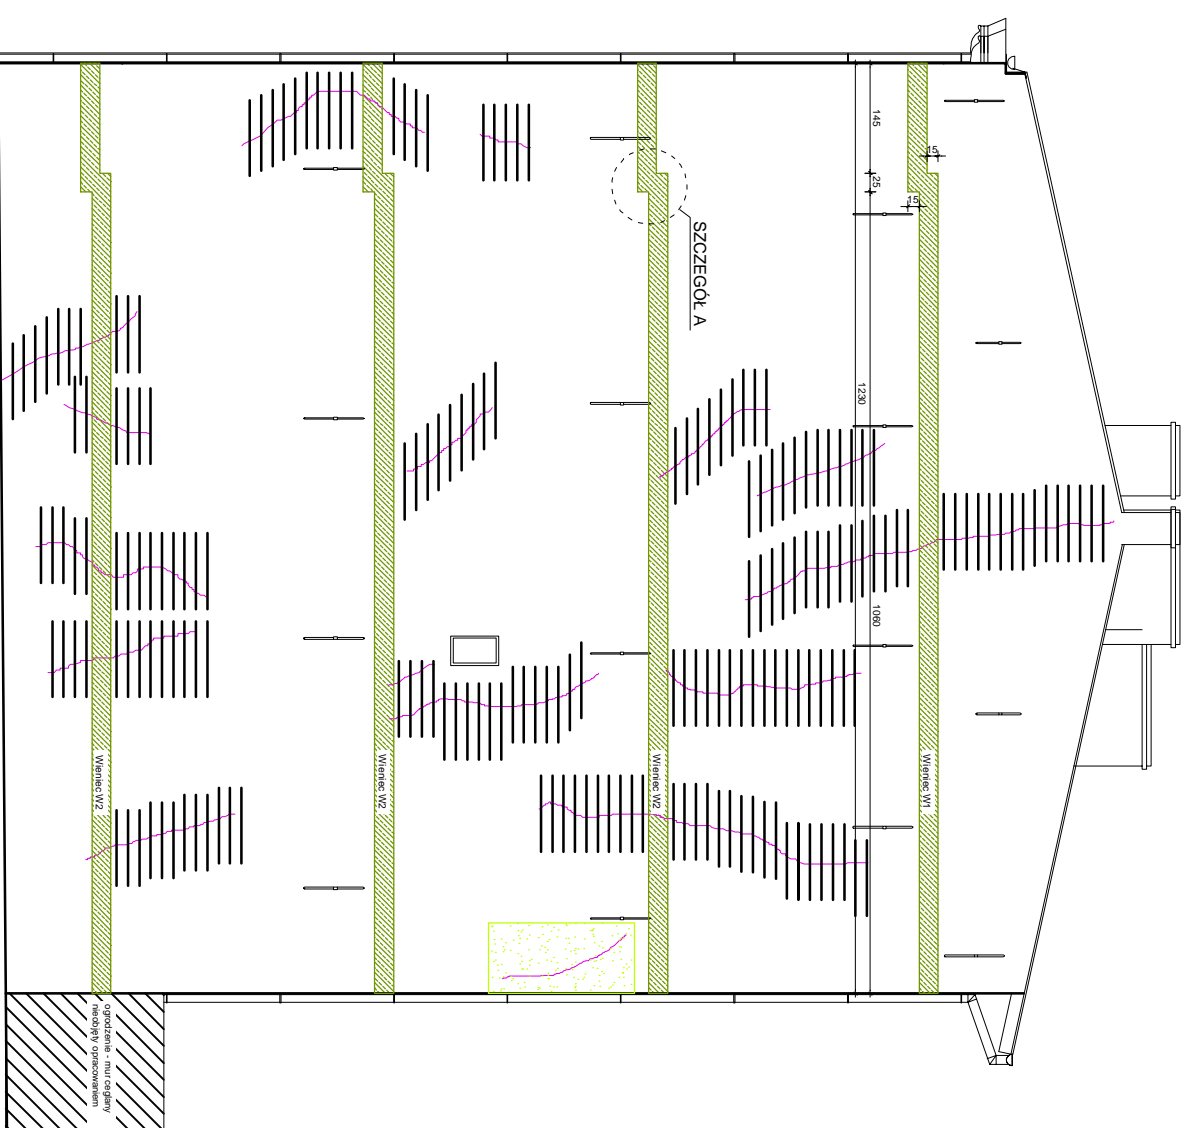 145
15
25
15
SZCZEGÓŁ A
1230
1060
Wieniec W1
Wieniec W2
Wieniec W2
Wieniec W2
ogrodzenie - mur ceglany
nieobjęty opracowaniem